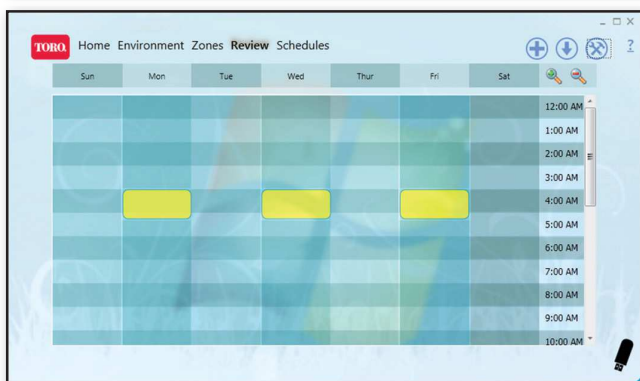 TORO. Home Environment Zones Review Schedules ?
Sun Mon Tue Wed Thur Fri Sat
12:00 AM
1:00 AM
2:00 AM
3:00 AM
4:00 AM
5:00 AM
6:00 AM
7:00 AM
8:00 AM
9:00 AM
10:00 AM